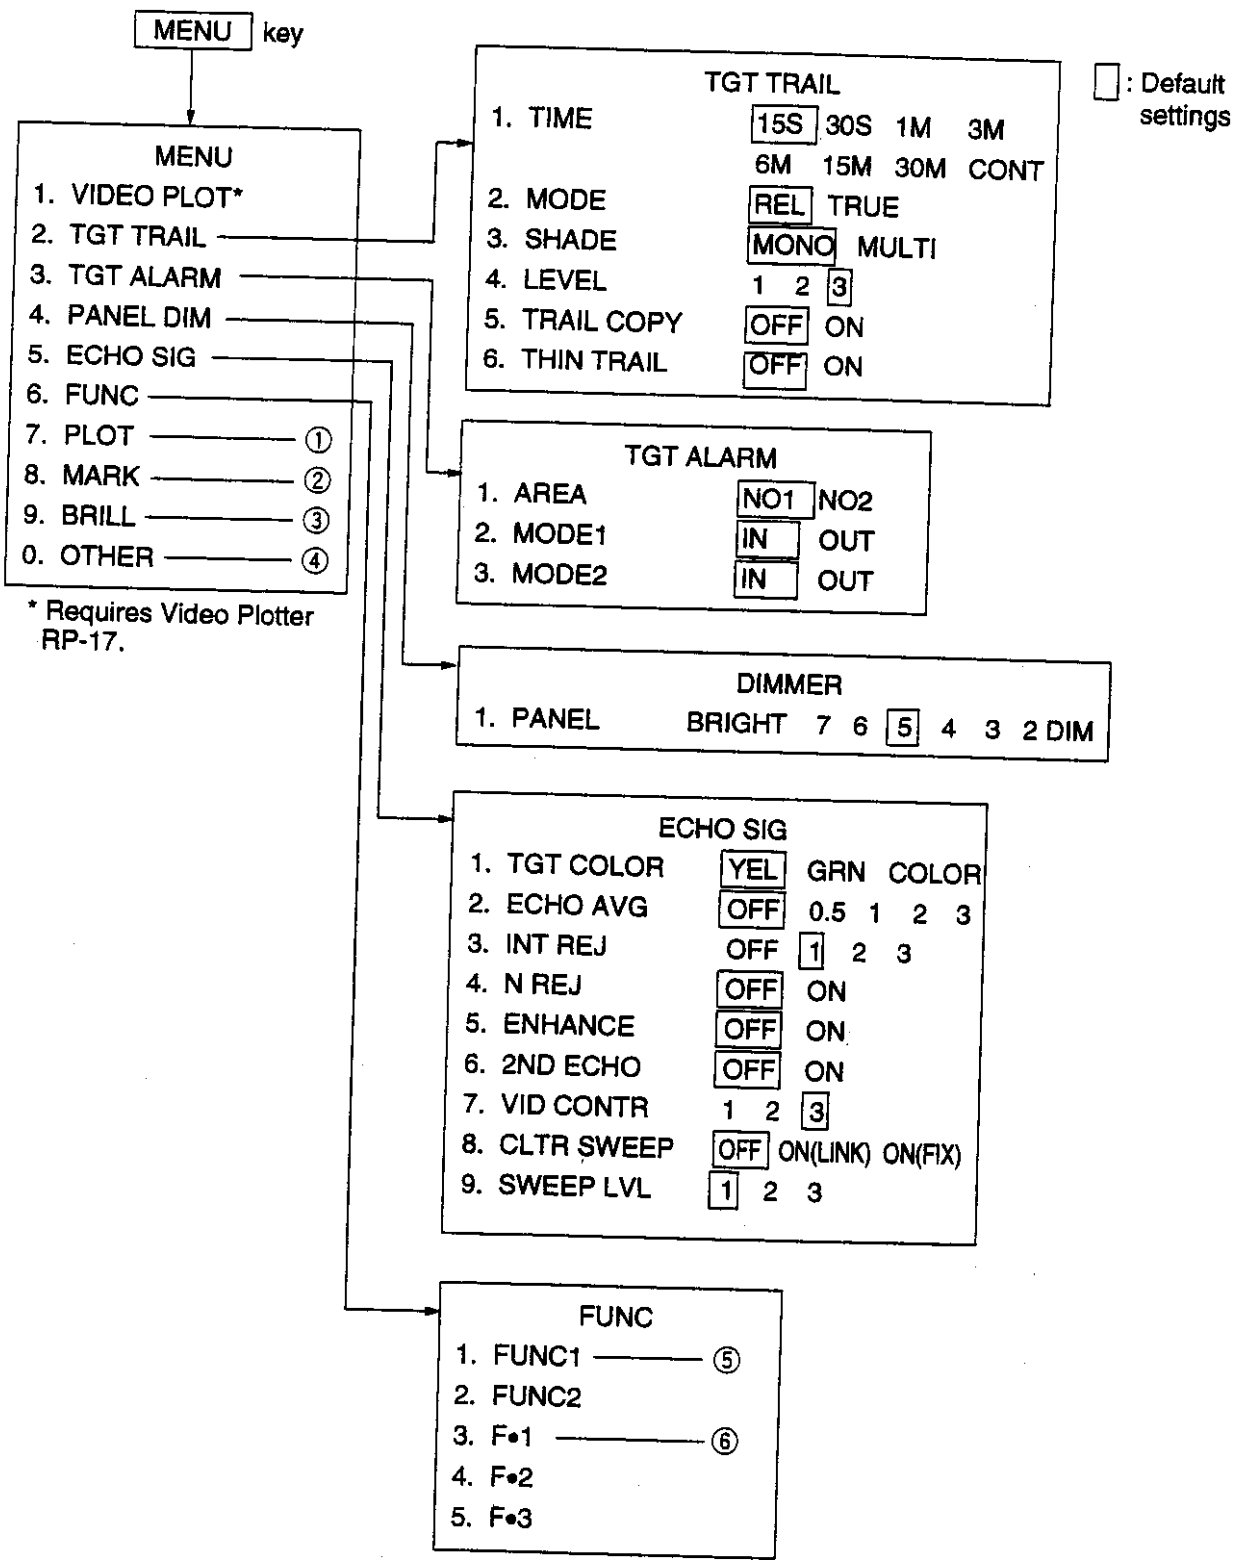 MENU key
MENU
1. VIDEO PLOT*
2. TGT TRAIL
3. TGT ALARM
4. PANEL DIM
5. ECHO SIG
6. FUNC
7. PLOT ①
8. MARK ②
9. BRILL ③
0. OTHER ④
* Requires Video Plotter
RP-17.
TGT TRAIL
1. TIME 15S 30S 1M 3M
6M 15M 30M CONT
2. MODE REL TRUE
3. SHADE MONO MULTI
4. LEVEL 1 2 3
5. TRAIL COPY OFF ON
6. THIN TRAIL OFF ON
: Default
settings
TGT ALARM
1. AREA NO1 NO2
2. MODE1 IN OUT
3. MODE2 IN OUT
DIMMER
1. PANEL BRIGHT 7 6 5 4 3 2 DIM
ECHO SIG
1. TGT COLOR YEL GRN COLOR
2. ECHO AVG OFF 0.5 1 2 3
3. INT REJ OFF 1 2 3
4. N REJ OFF ON
5. ENHANCE OFF ON
6. 2ND ECHO OFF ON
7. VID CONTR 1 2 3
8. CLTR SWEEP OFF ON(LINK) ON(FIX)
9. SWEEP LVL 1 2 3
FUNC
1. FUNC1 ⑤
2. FUNC2
3. F•1 ⑥
4. F•2
5. F•3